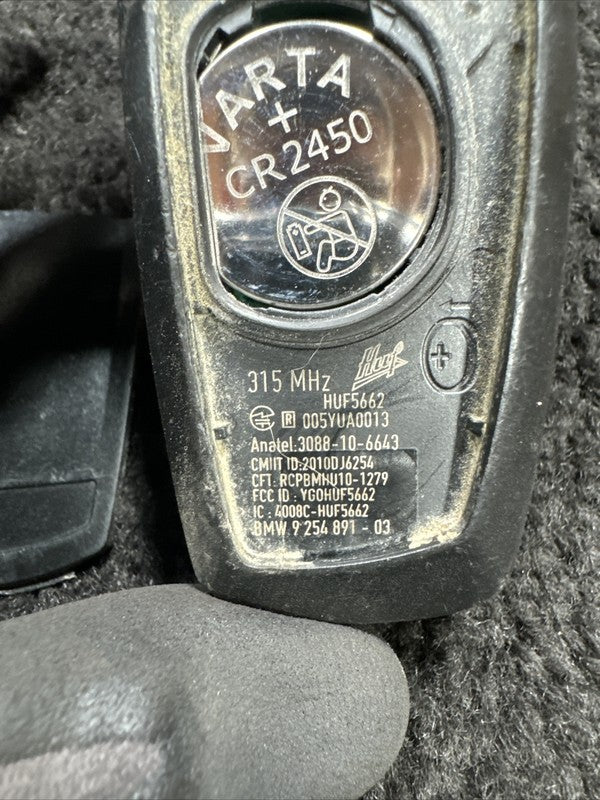 VARTA
+
CR2450
315 MHz Huf
+
HUF5662
R 005YUA0013
Anatel:3088-10-6643
CMIIT ID:2010DJ6254
CFT: RCPBMHU10-1279
FCC ID : YGOHUF5662
IC : 4008C-HUF5662
BMW 9 254 891 - 03